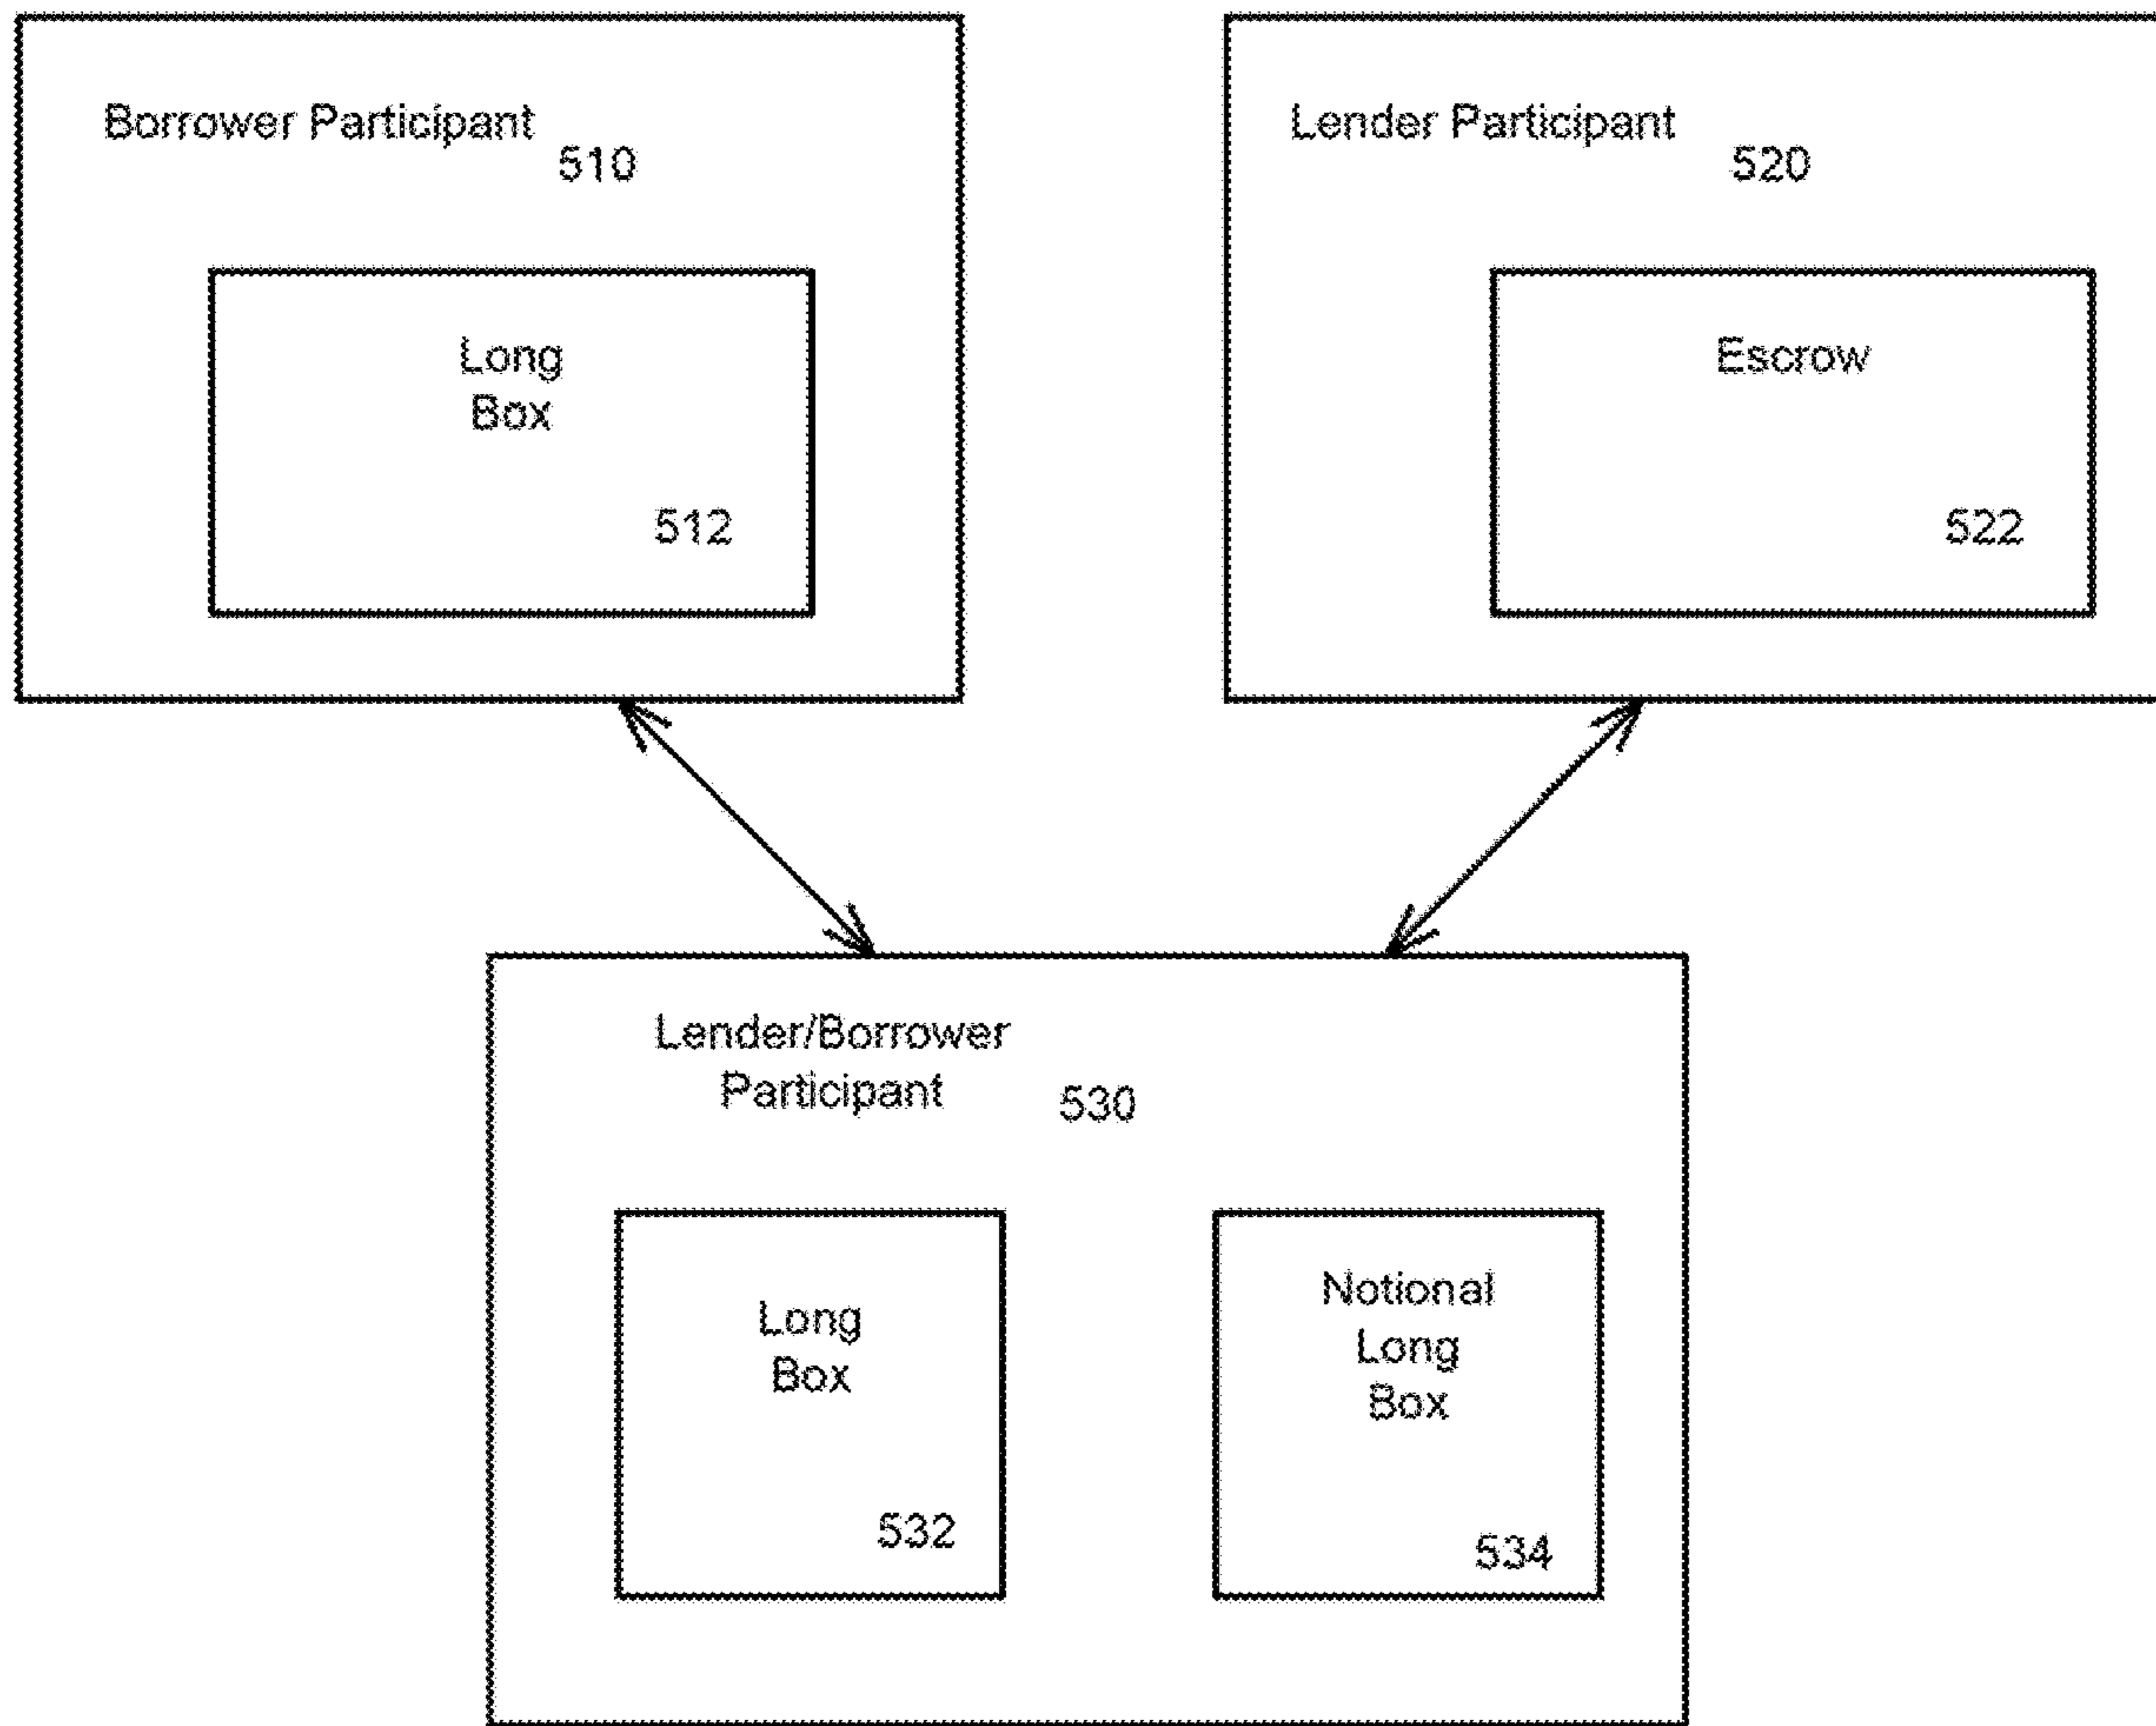 Borrower Participant
510
Long
Box
512
Lender Participant
520
Escrow
522
Lender/Borrower
Participant
530
Long
Box
532
Notional
Long
Box
534